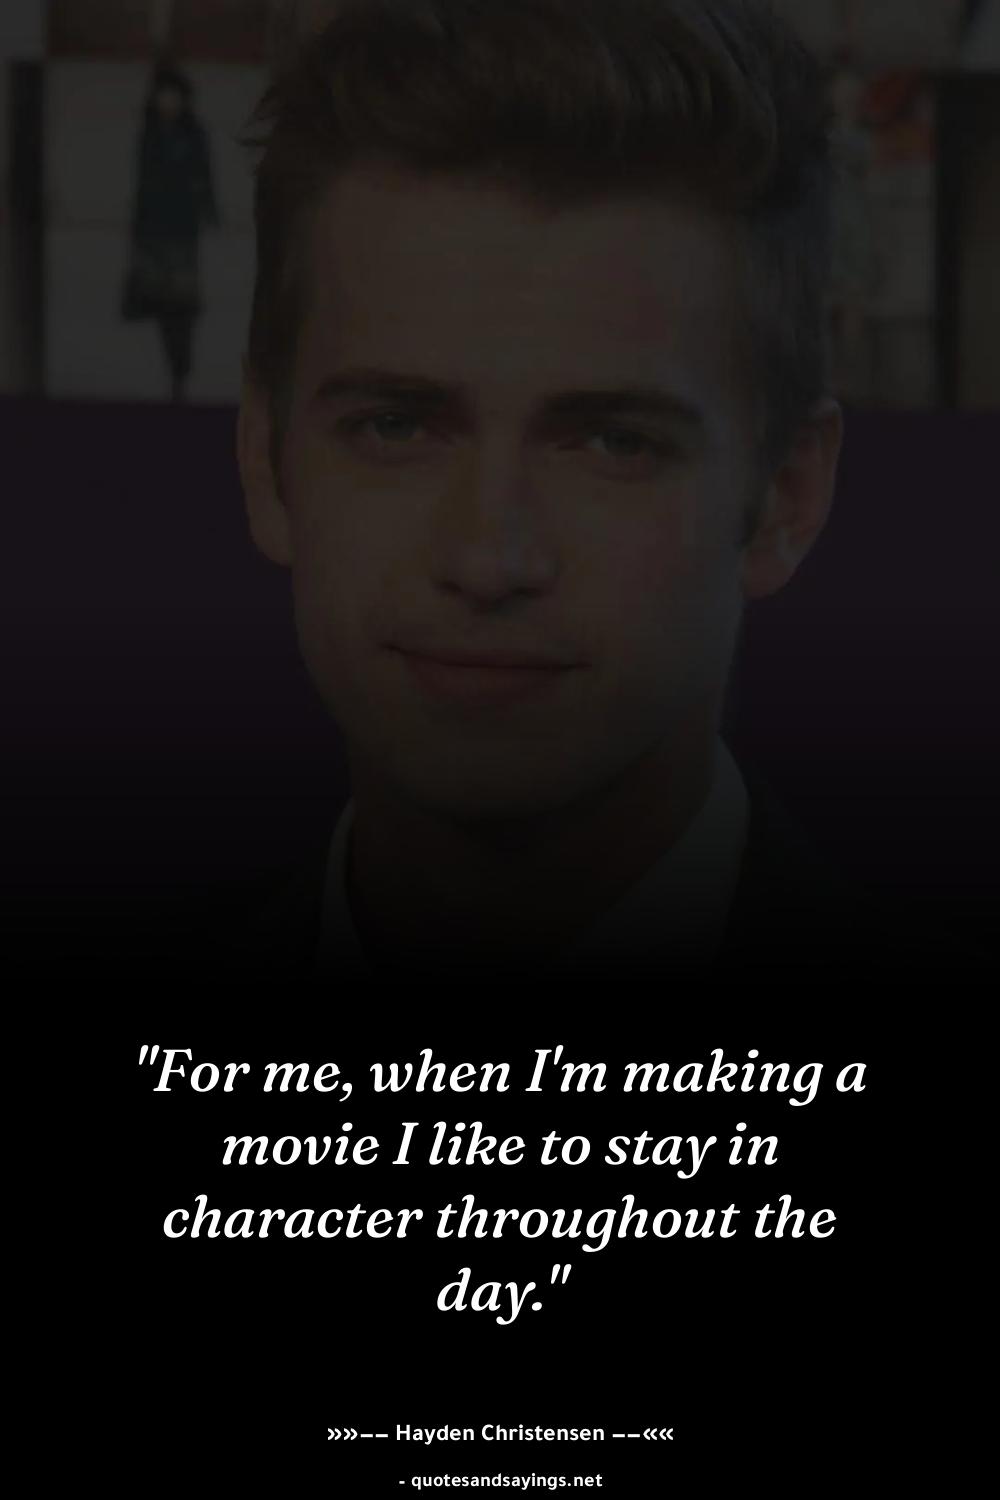 "For me, when I'm making a
movie I like to stay in
character throughout the
day."
»»−− Hayden Christensen −−««
- quotesandsayings.net